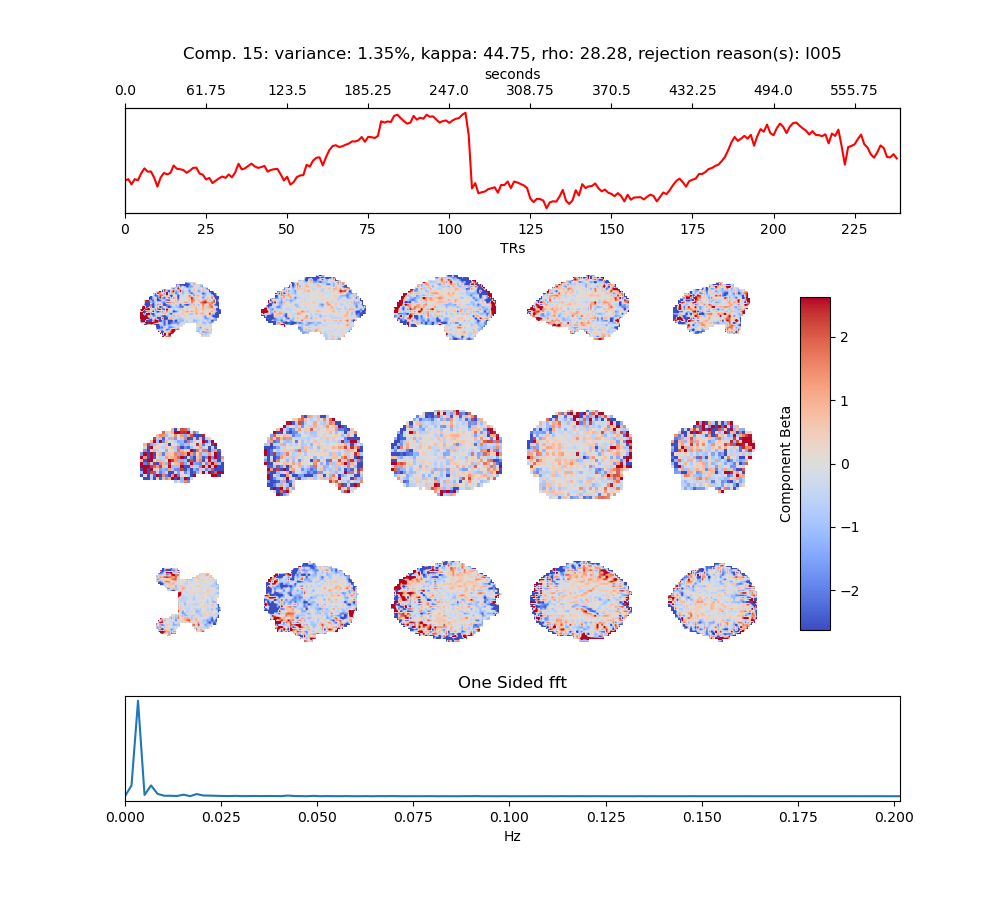 Comp. 15: variance: 1.35%, kappa: 44.75, rho: 28.28, rejection reason(s): I005
seconds
0.0 61.75 123.5 185.25 247.0 308.75 370.5 432.25 494.0 555.75
0 25 50 75 100 125 150 175 200 225
TRs
2
1
0
−1
−2
Component Beta
One Sided fft
0.000 0.025 0.050 0.075 0.100 0.125 0.150 0.175 0.200
Hz